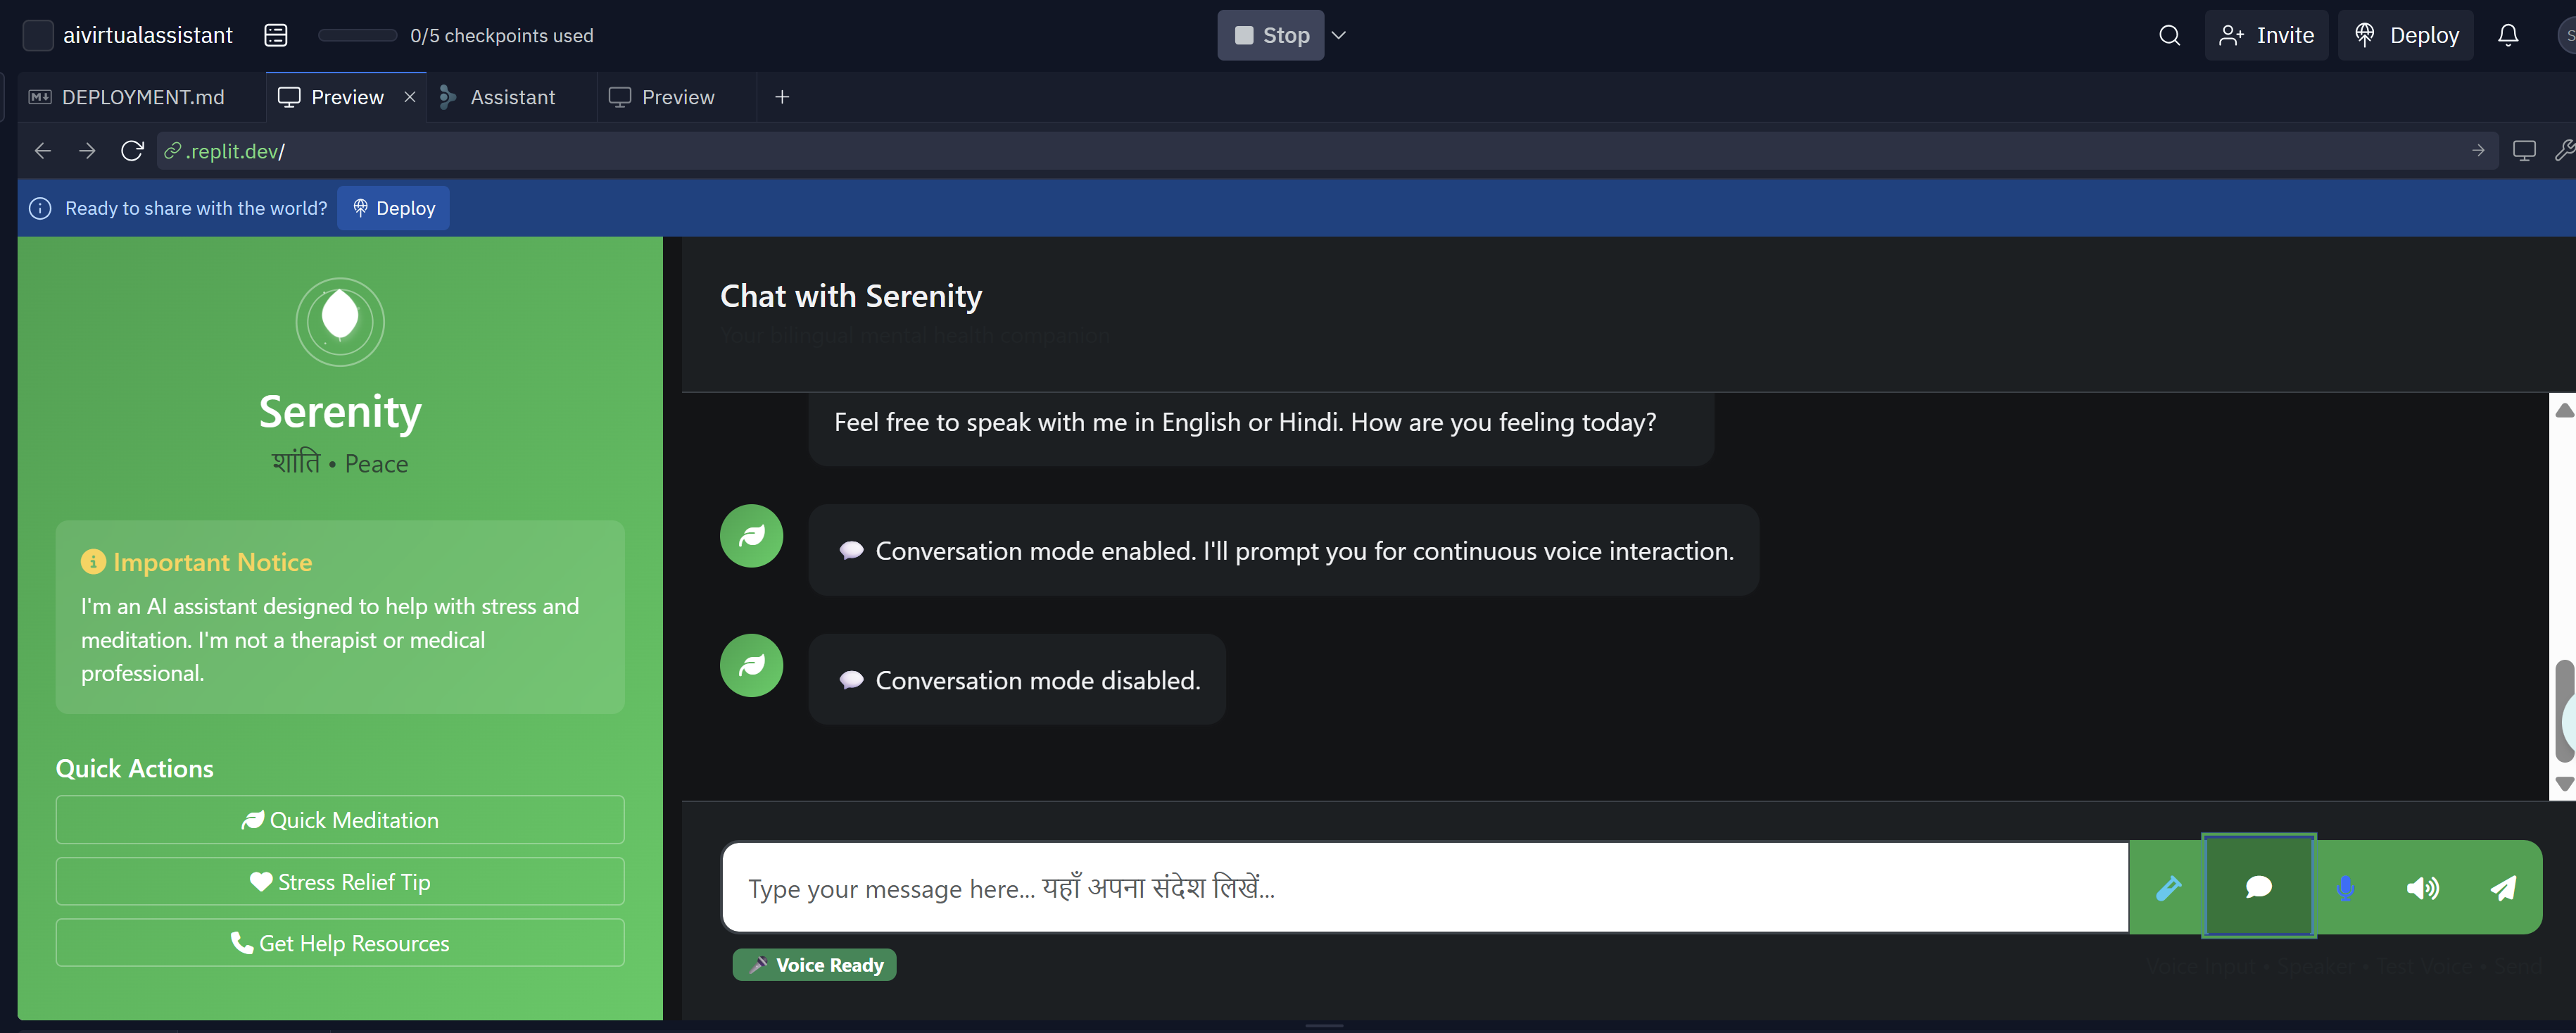 aivirtualassistant
0/5 checkpoints used
Stop
Invite
Deploy
DEPLOYMENT.md
Preview
Assistant
Preview
.replit.dev/
Ready to share with the world?
Deploy
Serenity
शांति • Peace
Important Notice
I'm an AI assistant designed to help with stress and
meditation. I'm not a therapist or medical
professional.
Quick Actions
Quick Meditation
Stress Relief Tip
Get Help Resources
Chat with Serenity
Your bilingual mental health companion
Feel free to speak with me in English or Hindi. How are you feeling today?
Conversation mode enabled. I'll prompt you for continuous voice interaction.
Conversation mode disabled.
Type your message here... यहाँ अपना संदेश लिखें...
Voice Ready
Voice Input • Speaker • Test Voice • Send